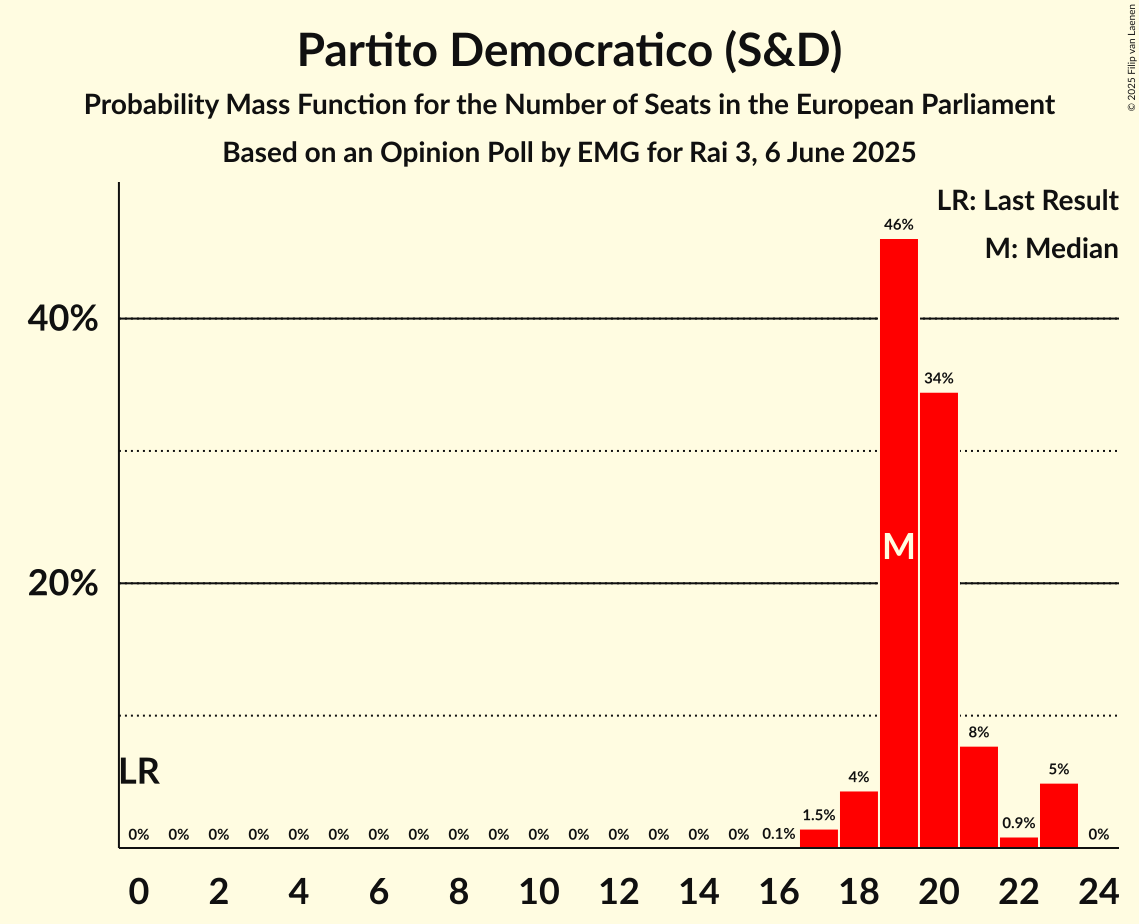 Partito Democratico (S&D)
Probability Mass Function for the Number of Seats in the European Parliament
Based on an Opinion Poll by EMG for Rai 3, 6 June 2025
© 2025 Filip van Laenen
LR: Last Result
M: Median
46%
40%
34%
M
20%
8%
LR
4%
5%
1.5%
0.9%
0% 0% 0% 0% 0% 0% 0% 0% 0% 0% 0% 0% 0% 0% 0% 0% 0.1% 0%
0 2 4 6 8 10 12 14 16 18 20 22 24